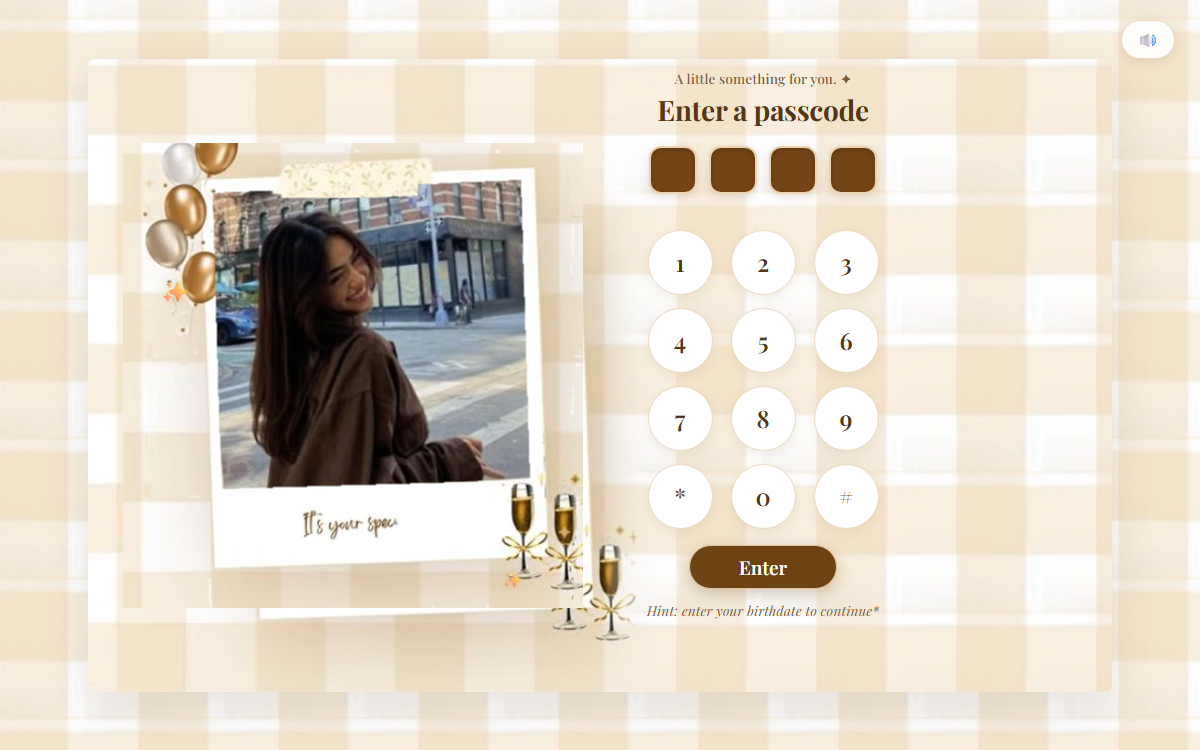 A little something for you. ✦
Enter a passcode
1 2 3
4 5 6
7 8 9
* 0 #
Enter
Hint: enter your birthdate to continue*
It's your